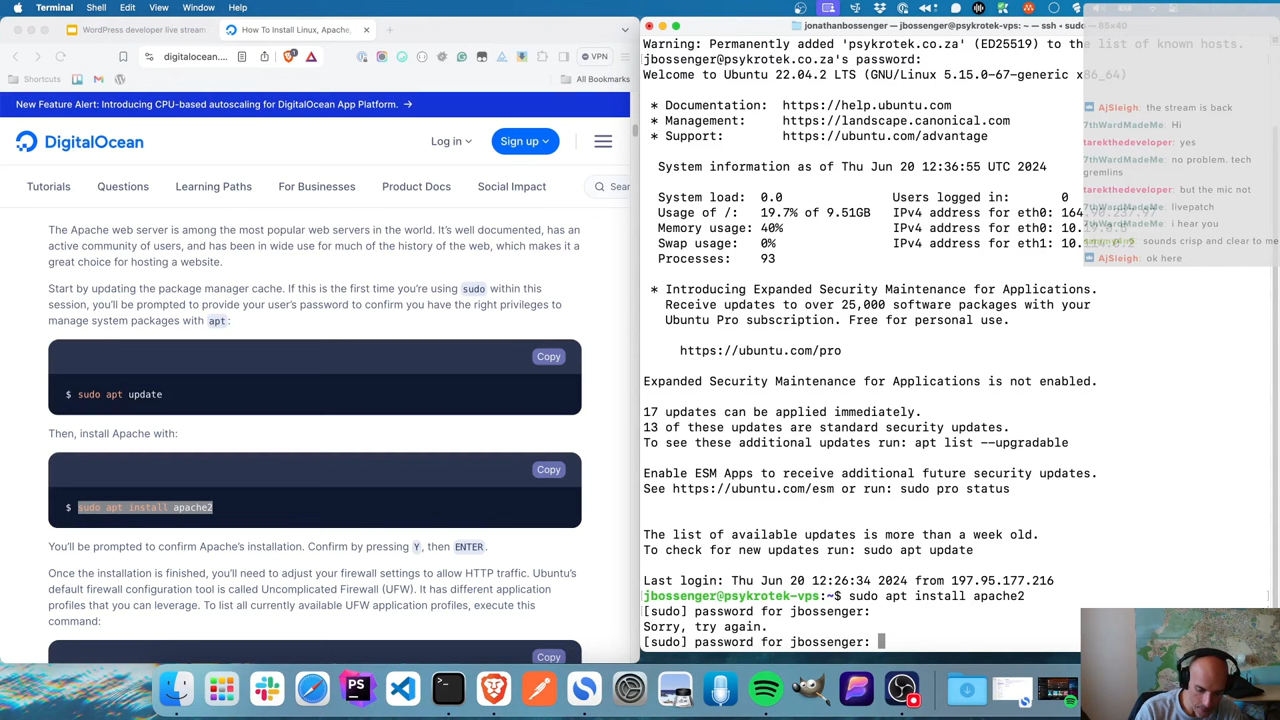 Terminal Shell Edit View Window Help
WordPress developer live stream
How To Install Linux, Apache,
digitalocean....
VPN
Shortcuts
All Bookmarks
New Feature Alert: Introducing CPU-based autoscaling for DigitalOcean App Platform. →
DigitalOcean
Log in
Sign up
Tutorials Questions Learning Paths For Businesses Product Docs Social Impact
The Apache web server is among the most popular web servers in the world. It's well documented, has an
active community of users, and has been in wide use for much of the history of the web, which makes it a
great choice for hosting a website.
Start by updating the package manager cache. If this is the first time you're using sudo within this
session, you'll be prompted to provide your user's password to confirm you have the right privileges to
manage system packages with apt:
Copy
$ sudo apt update
Then, install Apache with:
Copy
$ sudo apt install apache2
You'll be prompted to confirm Apache's installation. Confirm by pressing Y, then ENTER.
Once the installation is finished, you'll need to adjust your firewall settings to allow HTTP traffic. Ubuntu's
default firewall configuration tool is called Uncomplicated Firewall (UFW). It has different application
profiles that you can leverage. To list all currently available UFW application profiles, execute this
command:
Copy
jonathanbossenger — jbossenger@psykrotek-vps: ~ — ssh ‹ sudo — 85x40
Warning: Permanently added 'psykrotek.co.za' (ED25519) to the list of known hosts.
jbossenger@psykrotek.co.za's password:
Welcome to Ubuntu 22.04.2 LTS (GNU/Linux 5.15.0-67-generic x86_64)
* Documentation: https://help.ubuntu.com
* Management: https://landscape.canonical.com
* Support: https://ubuntu.com/advantage
System information as of Thu Jun 20 12:36:55 UTC 2024
System load: 0.0 Users logged in: 0
Usage of /: 19.7% of 9.51GB IPv4 address for eth0: 164.90.237.97
Memory usage: 40% IPv4 address for eth0: 10.
Swap usage: 0% IPv4 address for eth1: 10.
Processes: 93
* Introducing Expanded Security Maintenance for Applications.
Receive updates to over 25,000 software packages with your
Ubuntu Pro subscription. Free for personal use.
https://ubuntu.com/pro
Expanded Security Maintenance for Applications is not enabled.
17 updates can be applied immediately.
13 of these updates are standard security updates.
To see these additional updates run: apt list --upgradable
Enable ESM Apps to receive additional future security updates.
See https://ubuntu.com/esm or run: sudo pro status
The list of available updates is more than a week old.
To check for new updates run: sudo apt update
Last login: Thu Jun 20 12:26:34 2024 from 197.95.177.216
jbossenger@psykrotek-vps:~$ sudo apt install apache2
[sudo] password for jbossenger:
Sorry, try again.
[sudo] password for jbossenger:
AjSleigh: the stream is back
7thWardMadeMe: Hi
tarekthedeveloper: yes
7thWardMadeMe: no problem. tech
gremlins
tarekthedeveloper: but the mic not
7thWardMadeMe: livepatch
7thWardMadeMe: i hear you
sounds crisp and clear to me
AjSleigh: ok here